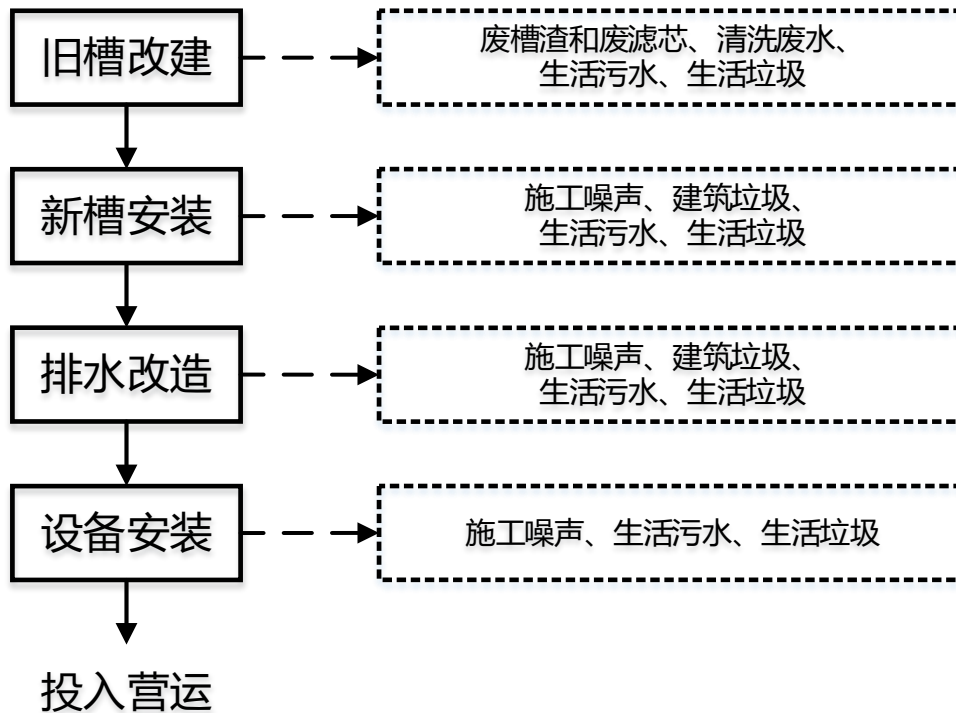 旧槽改建
废槽渣和废滤芯、清洗废水、
生活污水、生活垃圾
新槽安装
施工噪声、建筑垃圾、
生活污水、生活垃圾
排水改造
施工噪声、建筑垃圾、
生活污水、生活垃圾
设备安装
施工噪声、生活污水、生活垃圾
投入营运